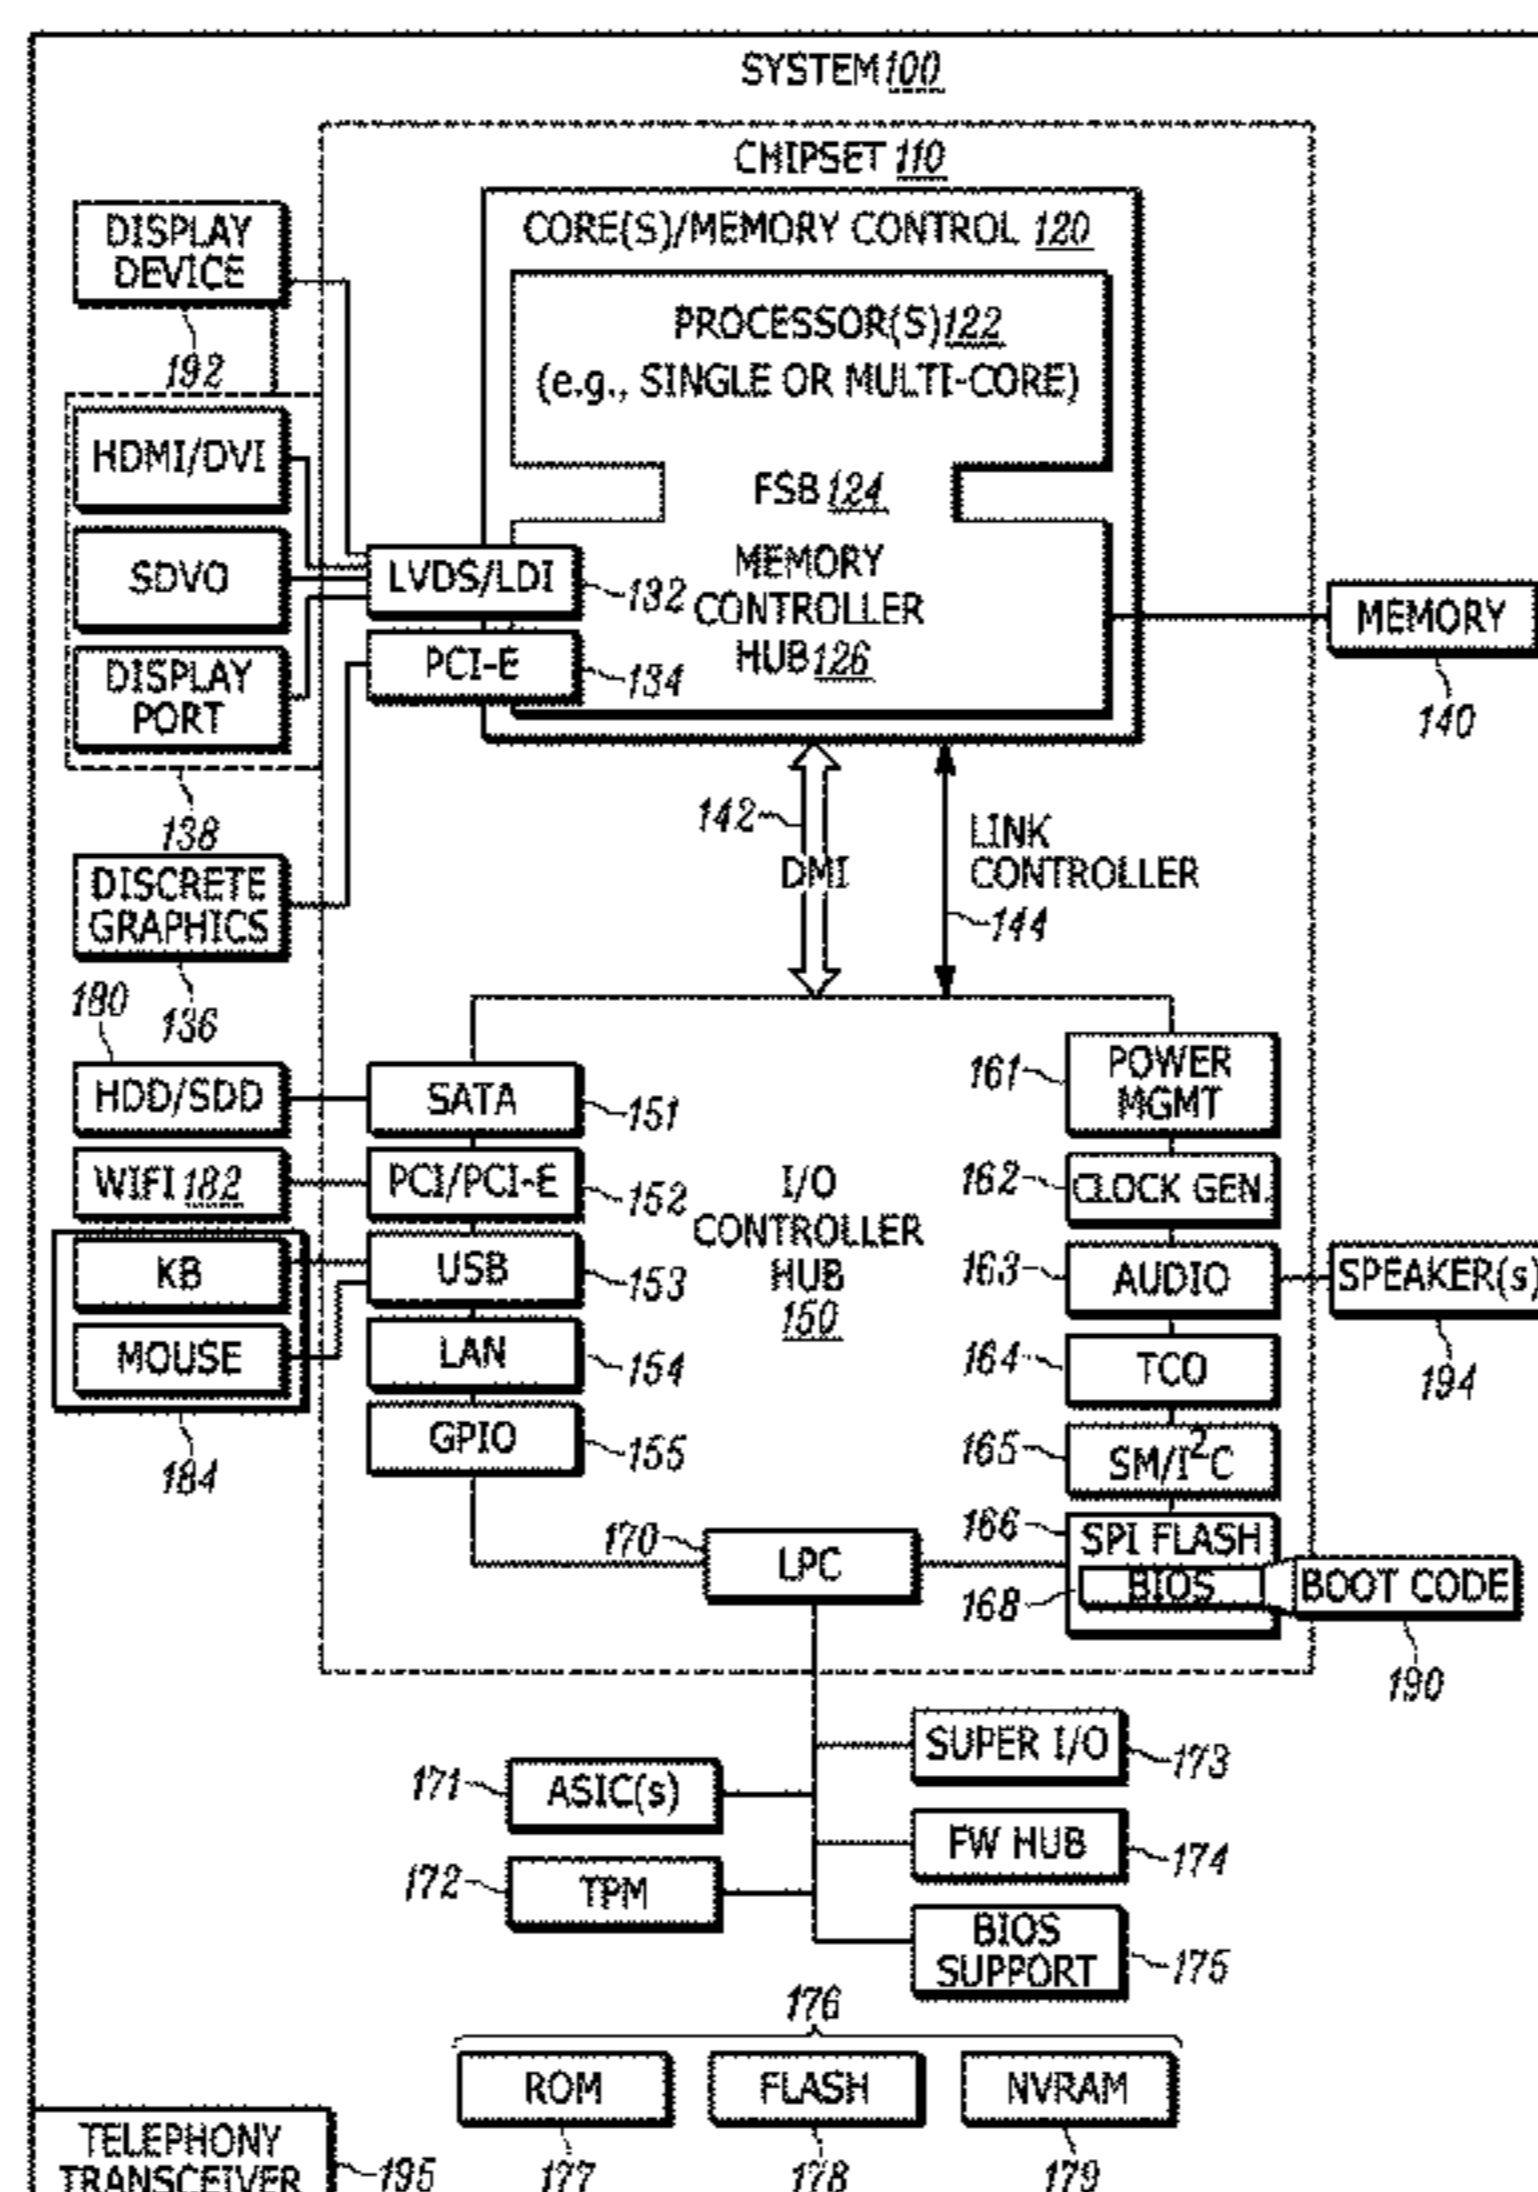 SYSTEM 100
CHIPSET 110
CORE(S)/MEMORY CONTROL 120
PROCESSOR(S) 122
(e.g., SINGLE OR MULTI-CORE)
FSB 124
MEMORY
CONTROLLER
HUB 126
DISPLAY
DEVICE
192
HDMI/DVI
SDVO
DISPLAY
PORT
138
LVDS/LDI
132
PCI-E
134
MEMORY
140
DISCRETE
GRAPHICS
136
142
DMI
LINK
CONTROLLER
144
180
HDD/SDD
WIFI 182
KB
MOUSE
184
SATA
151
PCI/PCI-E
152
USB
153
LAN
154
GPIO
155
I/O
CONTROLLER
HUB
150
161
POWER
MGMT
162
CLOCK GEN.
163
AUDIO
SPEAKER(s)
194
164
TCO
165
SM/I²C
166
SPI FLASH
168
BIOS
BOOT CODE
190
170
LPC
171
ASIC(s)
172
TPM
SUPER I/O
173
FW HUB
174
BIOS
SUPPORT
175
176
ROM
177
FLASH
178
NVRAM
179
TELEPHONY
TRANSCEIVER
195